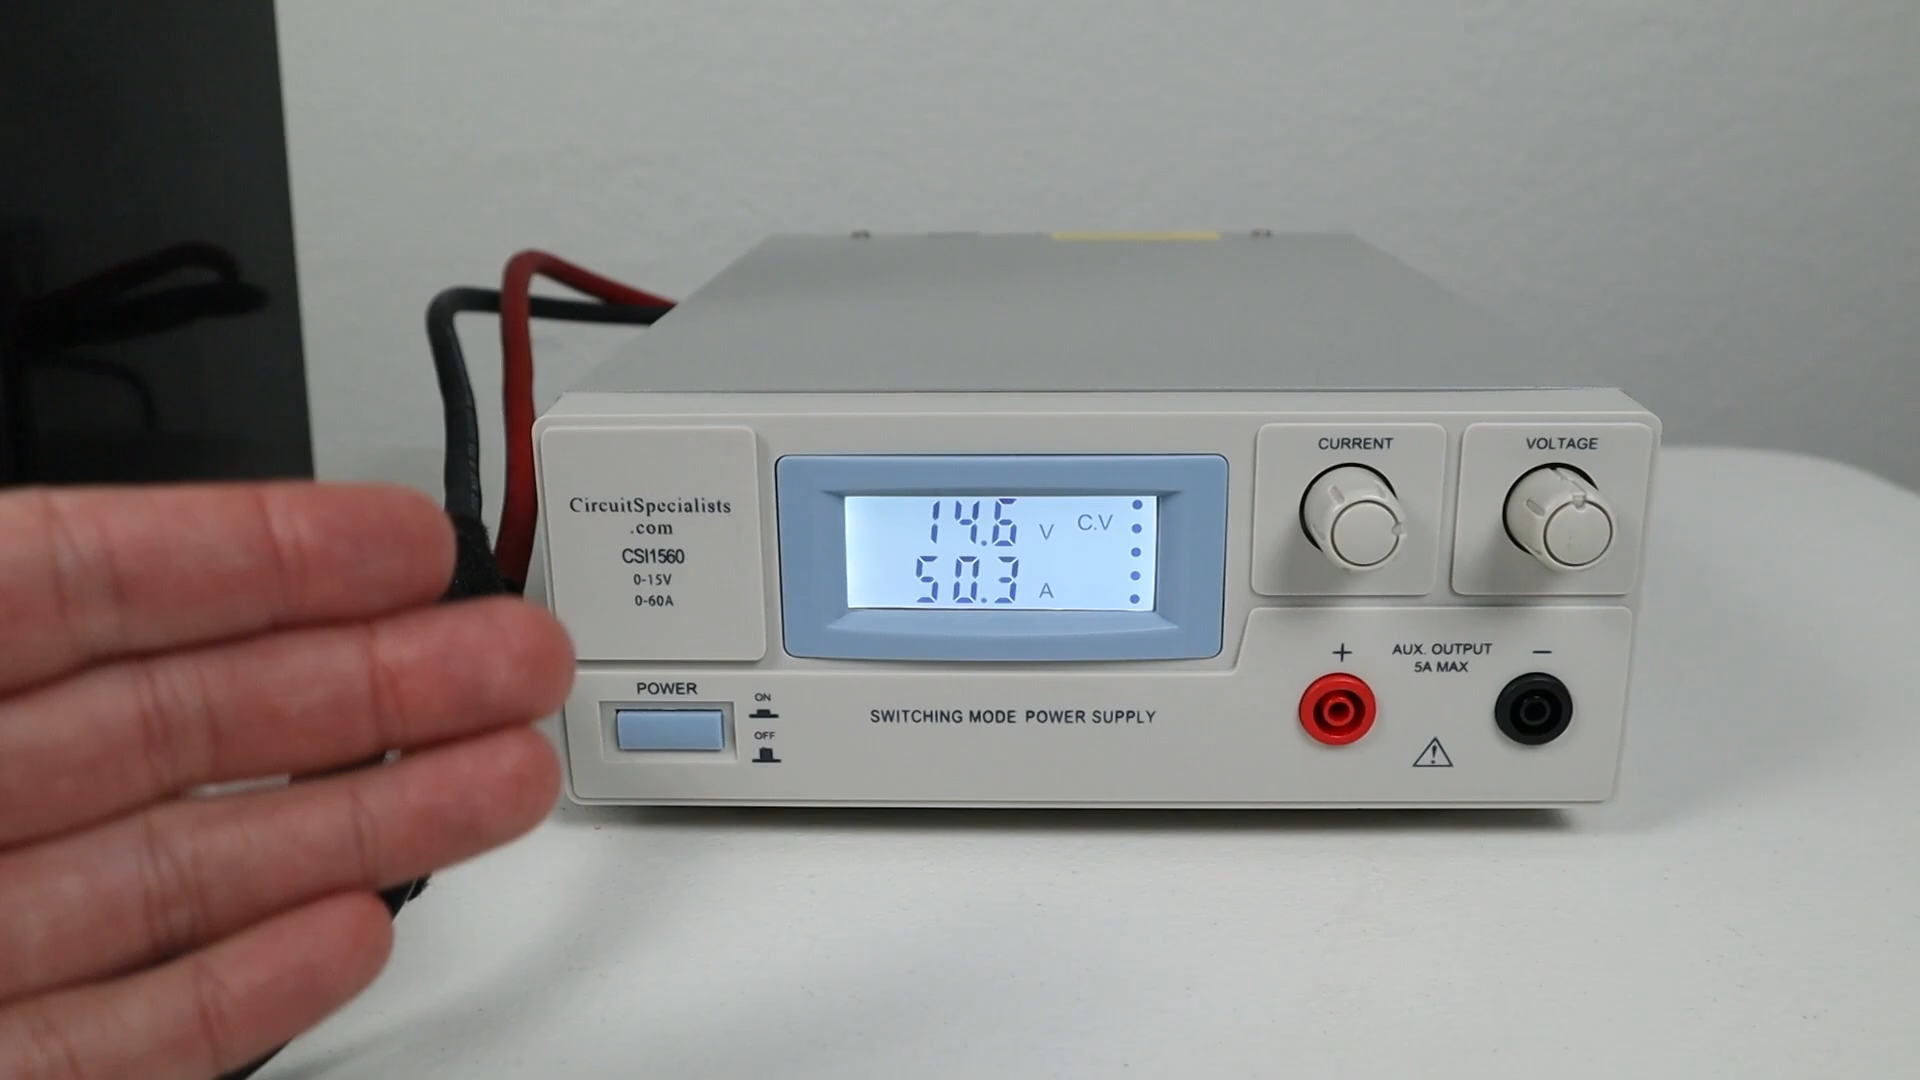 CircuitSpecialists
.com
CSI1560
0-15V
0-60A
14.6 V C.V
50.3 A
CURRENT
VOLTAGE
POWER
ON
OFF
SWITCHING MODE POWER SUPPLY
+ AUX. OUTPUT −
5A MAX